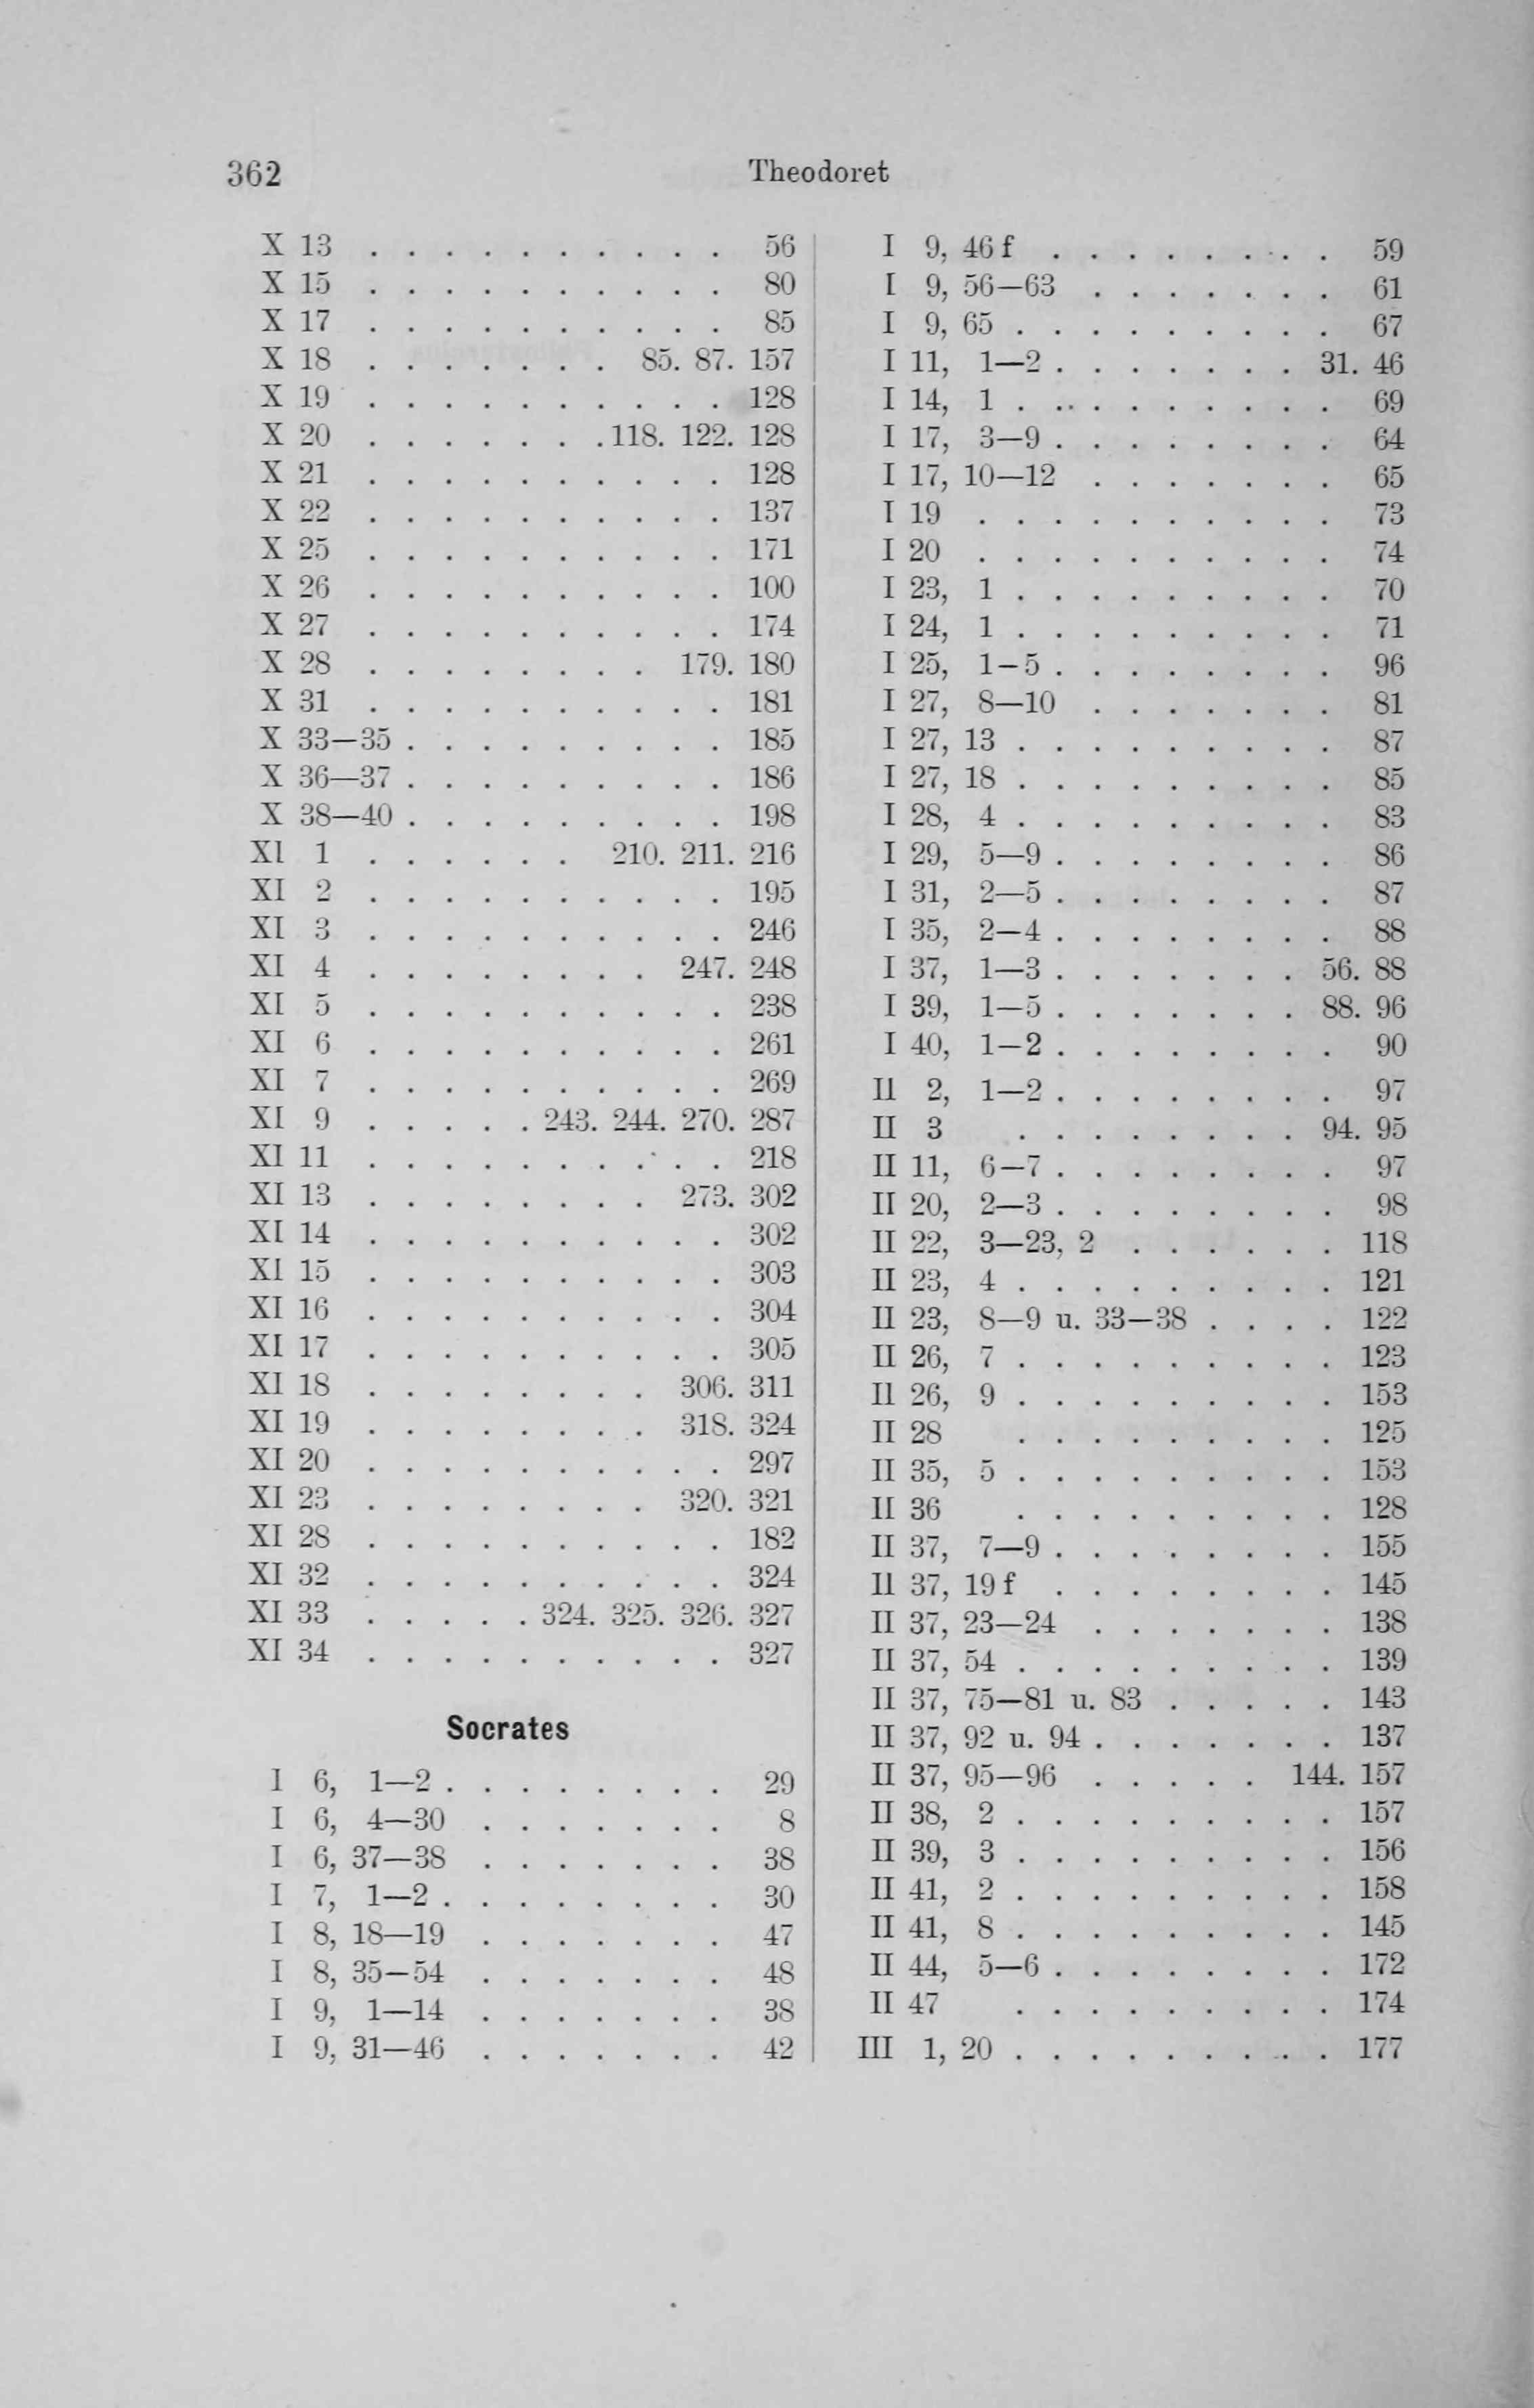 362 Theodoret
X 13 . . . . . . . . . . 56
X 15 . . . . . . . . . . 80
X 17 . . . . . . . . . . 85
X 18 . . . . . . . 85. 87. 157
X 19 . . . . . . . . . . 128
X 20 . . . . . . . 118. 122. 128
X 21 . . . . . . . . . . 128
X 22 . . . . . . . . . . 137
X 25 . . . . . . . . . . 171
X 26 . . . . . . . . . . 100
X 27 . . . . . . . . . . 174
X 28 . . . . . . . . 179. 180
X 31 . . . . . . . . . . 181
X 33—35 . . . . . . . . . 185
X 36—37 . . . . . . . . . 186
X 38—40 . . . . . . . . . 198
XI 1 . . . . . . 210. 211. 216
XI 2 . . . . . . . . . . 195
XI 3 . . . . . . . . . . 246
XI 4 . . . . . . . . 247. 248
XI 5 . . . . . . . . . . 238
XI 6 . . . . . . . . . . 261
XI 7 . . . . . . . . . . 269
XI 9 . . . . . 243. 244. 270. 287
XI 11 . . . . . . . . . . 218
XI 13 . . . . . . . . 273. 302
XI 14 . . . . . . . . . . 302
XI 15 . . . . . . . . . . 303
XI 16 . . . . . . . . . . 304
XI 17 . . . . . . . . . . 305
XI 18 . . . . . . . . 306. 311
XI 19 . . . . . . . . 318. 324
XI 20 . . . . . . . . . . 297
XI 23 . . . . . . . . 320. 321
XI 28 . . . . . . . . . . 182
XI 32 . . . . . . . . . . 324
XI 33 . . . . . 324. 325. 326. 327
XI 34 . . . . . . . . . . 327
Socrates
I 6, 1—2 . . . . . . . . 29
I 6, 4—30 . . . . . . . 8
I 6, 37—38 . . . . . . . 38
I 7, 1—2 . . . . . . . . 30
I 8, 18—19 . . . . . . . 47
I 8, 35—54 . . . . . . . 48
I 9, 1—14 . . . . . . . 38
I 9, 31—46 . . . . . . . 42
I 9, 46 f . . . . . . . . 59
I 9, 56—63 . . . . . . . 61
I 9, 65 . . . . . . . . . 67
I 11, 1—2 . . . . . . . 31. 46
I 14, 1 . . . . . . . . . 69
I 17, 3—9 . . . . . . . . 64
I 17, 10—12 . . . . . . . 65
I 19 . . . . . . . . . . 73
I 20 . . . . . . . . . . 74
I 23, 1 . . . . . . . . . 70
I 24, 1 . . . . . . . . . 71
I 25, 1-5 . . . . . . . . 96
I 27, 8—10 . . . . . . . 81
I 27, 13 . . . . . . . . . 87
I 27, 18 . . . . . . . . . 85
I 28, 4 . . . . . . . . . 83
I 29, 5—9 . . . . . . . . 86
I 31, 2—5 . . . . . . . . 87
I 35, 2—4 . . . . . . . . 88
I 37, 1—3 . . . . . . . 56. 88
I 39, 1—5 . . . . . . . 88. 96
I 40, 1—2 . . . . . . . . 90
II 2, 1—2 . . . . . . . . 97
II 3 . . . . . . . . 94. 95
II 11, 6—7 . . . . . . . . 97
II 20, 2—3 . . . . . . . . 98
II 22, 3—23, 2 . . . . . . 118
II 23, 4 . . . . . . . . . 121
II 23, 8—9 u. 33—38 . . . . 122
II 26, 7 . . . . . . . . . 123
II 26, 9 . . . . . . . . . 153
II 28 . . . . . . . . . 125
II 35, 5 . . . . . . . . . 153
II 36 . . . . . . . . . 128
II 37, 7—9 . . . . . . . . 155
II 37, 19 f . . . . . . . . 145
II 37, 23—24 . . . . . . . 138
II 37, 54 . . . . . . . . . 139
II 37, 75—81 u. 83 . . . . . 143
II 37, 92 u. 94 . . . . . . . 137
II 37, 95—96 . . . . . 144. 157
II 38, 2 . . . . . . . . . 157
II 39, 3 . . . . . . . . . 156
II 41, 2 . . . . . . . . . 158
II 41, 8 . . . . . . . . . 145
II 44, 5—6 . . . . . . . . 172
II 47 . . . . . . . . . 174
III 1, 20 . . . . . . . . . 177